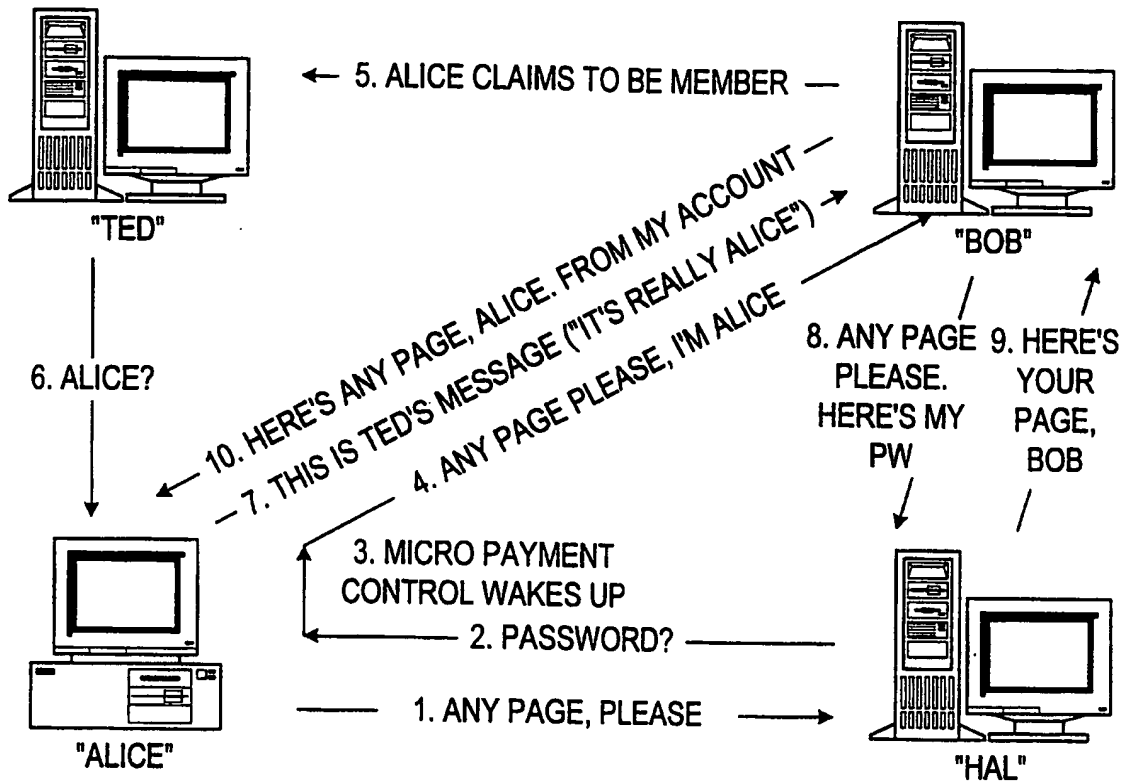 ← 5. ALICE CLAIMS TO BE MEMBER
"TED"
"BOB"
10. HERE'S ANY PAGE, ALICE. FROM MY ACCOUNT
7. THIS IS TED'S MESSAGE ("IT'S REALLY ALICE")
4. ANY PAGE PLEASE, I'M ALICE
6. ALICE?
8. ANY PAGE
PLEASE.
HERE'S MY
PW
9. HERE'S
YOUR
PAGE,
BOB
3. MICRO PAYMENT
CONTROL WAKES UP
2. PASSWORD?
1. ANY PAGE, PLEASE
"ALICE"
"HAL"